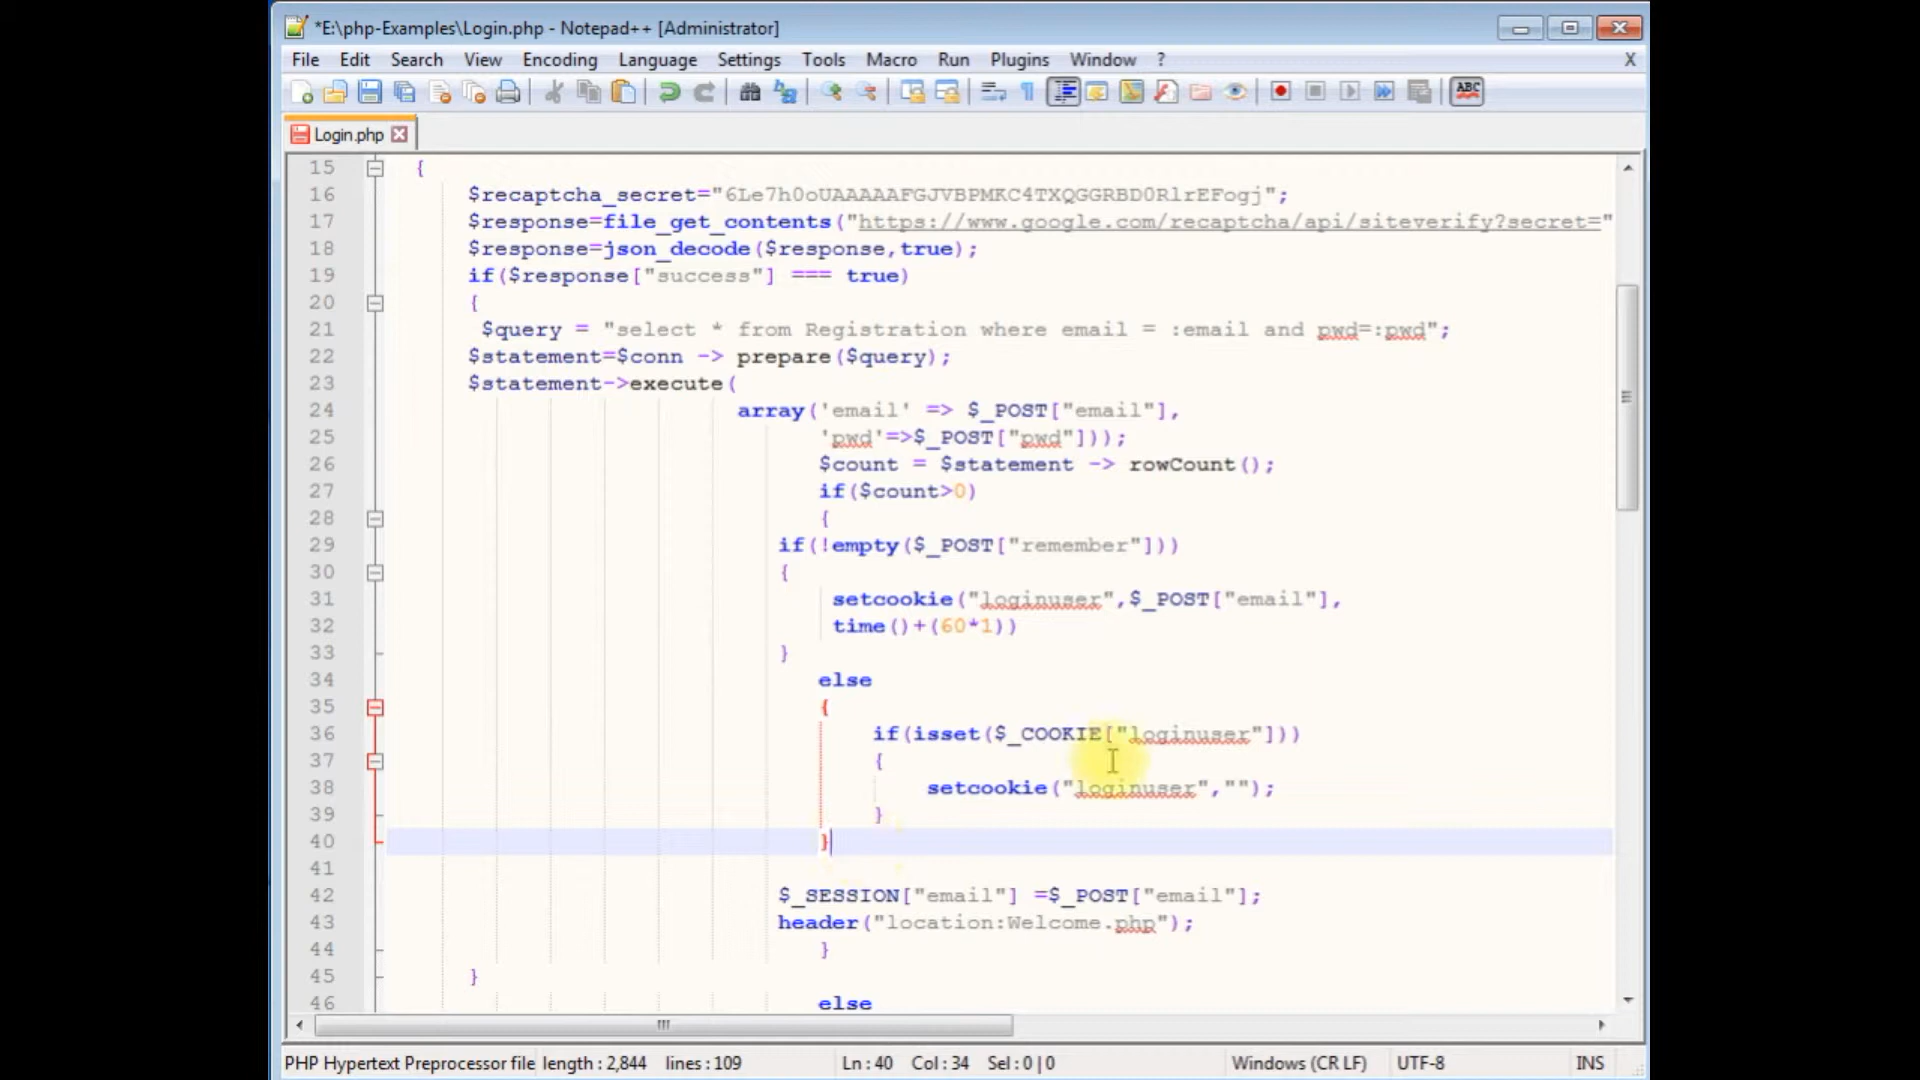 *E:\php-Examples\Login.php - Notepad++ [Administrator]
File Edit Search View Encoding Language Settings Tools Macro Run Plugins Window ? X
ABC
Login.php
15 {
16 $recaptcha_secret="6Le7h0oUAAAAAFGJVBPMKC4TXQGGRBD0RlrEFogj";
17 $response=file_get_contents("https://www.google.com/recaptcha/api/siteverify?secret="
18 $response=json_decode($response,true);
19 if($response["success"] === true)
20 {
21 $query = "select * from Registration where email = :email and pwd=:pwd";
22 $statement=$conn -> prepare($query);
23 $statement->execute(
24 array('email' => $_POST["email"],
25 'pwd'=>$_POST["pwd"]));
26 $count = $statement -> rowCount();
27 if($count>0)
28 {
29 if(!empty($_POST["remember"]))
30 {
31 setcookie("loginuser",$_POST["email"],
32 time()+(60*1))
33 }
34 else
35 {
36 if(isset($_COOKIE["loginuser"]))
37 {
38 setcookie("loginuser","");
39 }
40 }
41
42 $_SESSION["email"] =$_POST["email"];
43 header("location:Welcome.php");
44 }
45 }
46 else
PHP Hypertext Preprocessor file length : 2,844 lines : 109 Ln : 40 Col : 34 Sel : 0 | 0 Windows (CR LF) UTF-8 INS